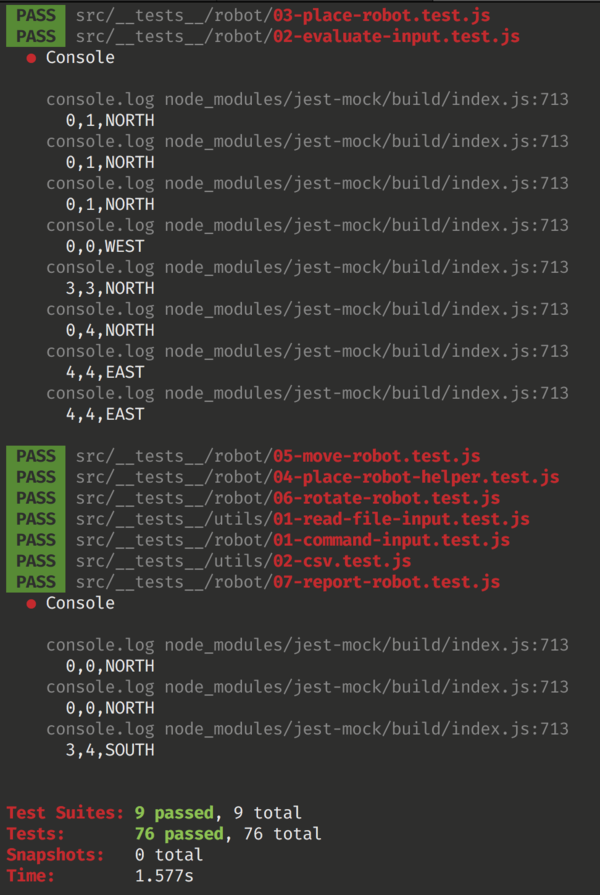 PASS src/__tests__/robot/03-place-robot.test.js
PASS src/__tests__/robot/02-evaluate-input.test.js
● Console
console.log node_modules/jest-mock/build/index.js:713
0,1,NORTH
console.log node_modules/jest-mock/build/index.js:713
0,1,NORTH
console.log node_modules/jest-mock/build/index.js:713
0,1,NORTH
console.log node_modules/jest-mock/build/index.js:713
0,0,WEST
console.log node_modules/jest-mock/build/index.js:713
3,3,NORTH
console.log node_modules/jest-mock/build/index.js:713
0,4,NORTH
console.log node_modules/jest-mock/build/index.js:713
4,4,EAST
console.log node_modules/jest-mock/build/index.js:713
4,4,EAST
PASS src/__tests__/robot/05-move-robot.test.js
PASS src/__tests__/robot/04-place-robot-helper.test.js
PASS src/__tests__/robot/06-rotate-robot.test.js
PASS src/__tests__/utils/01-read-file-input.test.js
PASS src/__tests__/robot/01-command-input.test.js
PASS src/__tests__/utils/02-csv.test.js
PASS src/__tests__/robot/07-report-robot.test.js
● Console
console.log node_modules/jest-mock/build/index.js:713
0,0,NORTH
console.log node_modules/jest-mock/build/index.js:713
0,0,NORTH
console.log node_modules/jest-mock/build/index.js:713
3,4,SOUTH
Test Suites: 9 passed, 9 total
Tests: 76 passed, 76 total
Snapshots: 0 total
Time: 1.577s